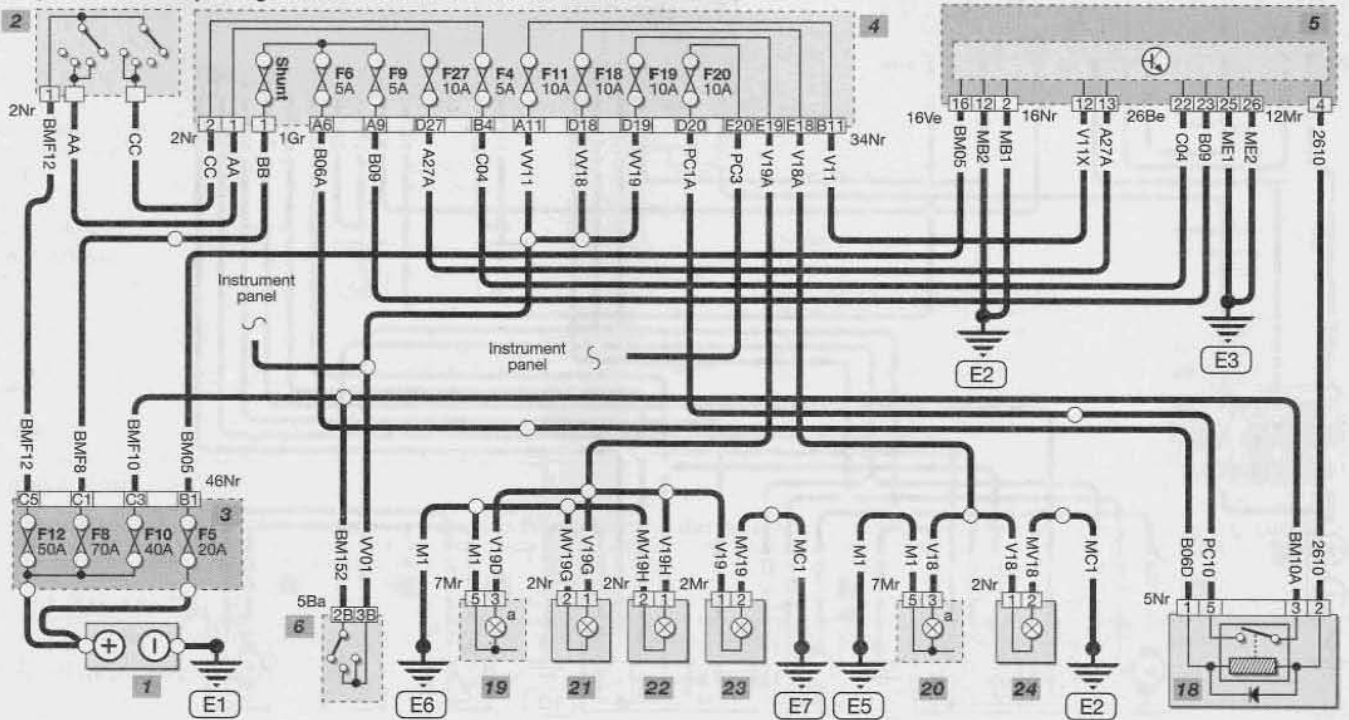 2
4
5
Shunt
F6
5A
F9
5A
F27
10A
F4
5A
F11
10A
F18
10A
F19
10A
F20
10A
1
2Nr
2Nr
2 1
1
1Gr
A6
A9
D27
B4
A11
D18
D19
D20
E20
E19
E18
B11
34Nr
16Ve
16 12 2
16Nr
12 13
26Be
22 23 25 26
12Mr
4
BMF12
AA
CC
CC
AA
BB
B06A
B09
A27A
C04
VV11
VV18
VV19
PC1A
PC3
V19A
V18A
V11
BM05
MB2
MB1
V11X
A27A
C04
B09
ME1
ME2
2610
Instrument
panel
Instrument
panel
E2
E3
BMF12
BMF8
BMF10
BM05
46Nr
C5
C1
C3
B1
3
F12
50A
F8
70A
F10
40A
F5
20A
+
−
1
E1
BM152
VV01
5Ba
2B 3B
6
M1
E6
M1
V19D
7Mr
5 3
a
19
MV19G
V19G
2Nr
2 1
21
MV19H
V19H
2Nr
2 1
22
V19
MV19
2Mr
1 2
23
MC1
E7
M1
E5
M1
V18
7Mr
5 3
a
20
V18
MV18
2Nr
1 2
24
MC1
E2
B06D
PC10
BM10A
2610
5Nr
1 5 3 2
18